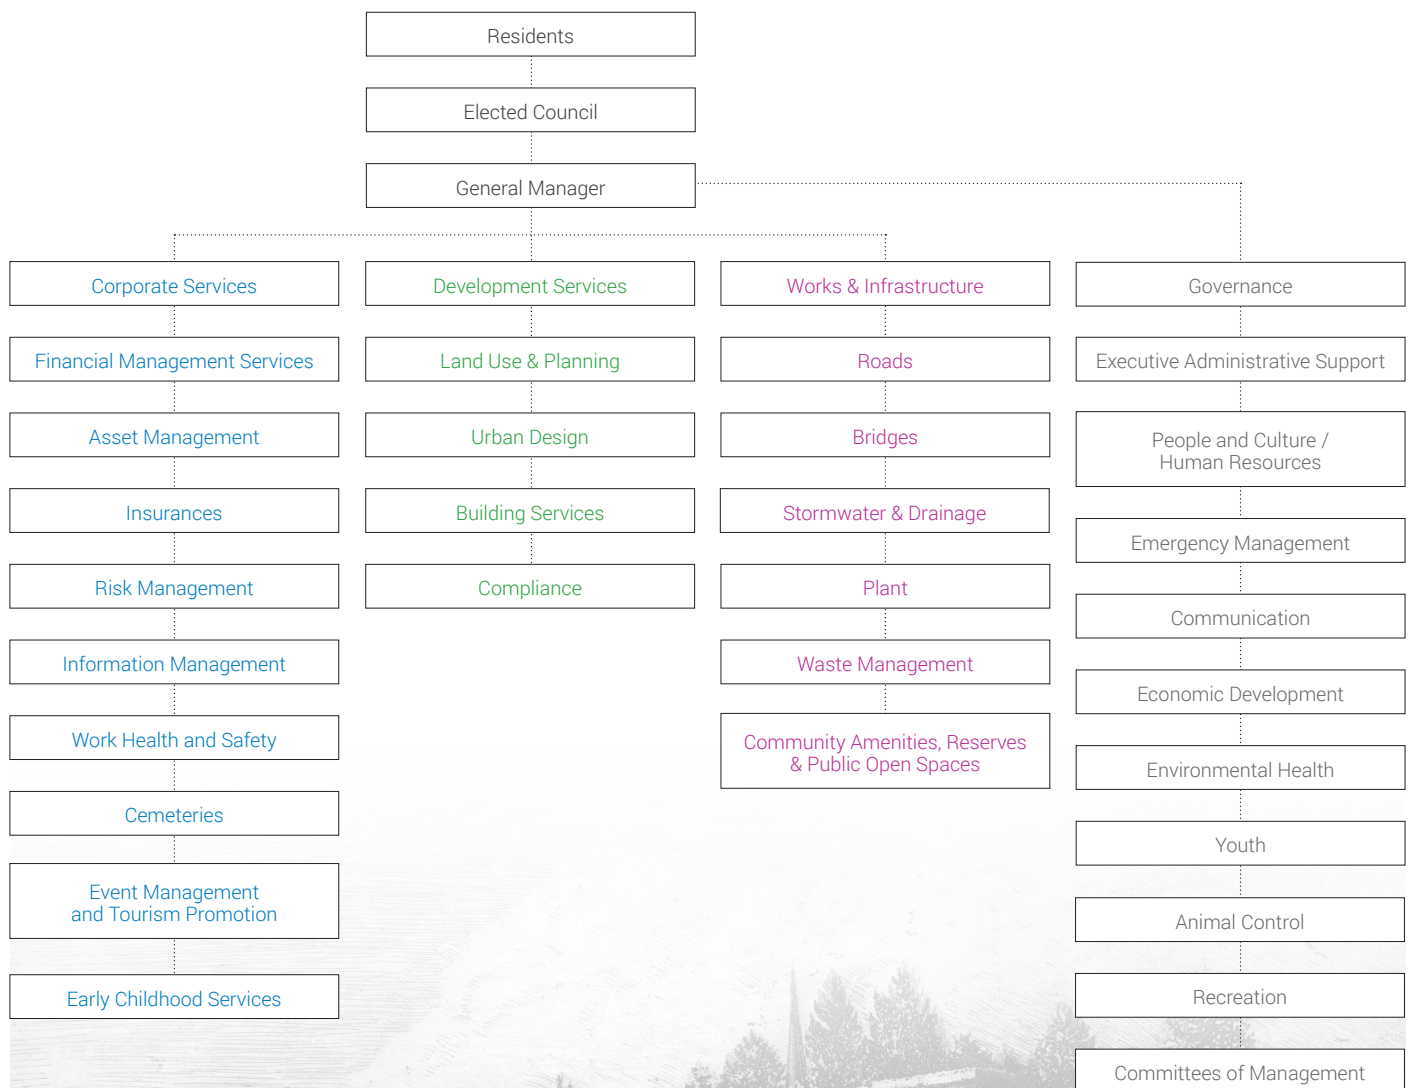 Residents
Elected Council
General Manager
Corporate Services
Financial Management Services
Asset Management
Insurances
Risk Management
Information Management
Work Health and Safety
Cemeteries
Event Management
and Tourism Promotion
Early Childhood Services
Development Services
Land Use & Planning
Urban Design
Building Services
Compliance
Works & Infrastructure
Roads
Bridges
Stormwater & Drainage
Plant
Waste Management
Community Amenities, Reserves
& Public Open Spaces
Governance
Executive Administrative Support
People and Culture /
Human Resources
Emergency Management
Communication
Economic Development
Environmental Health
Youth
Animal Control
Recreation
Committees of Management